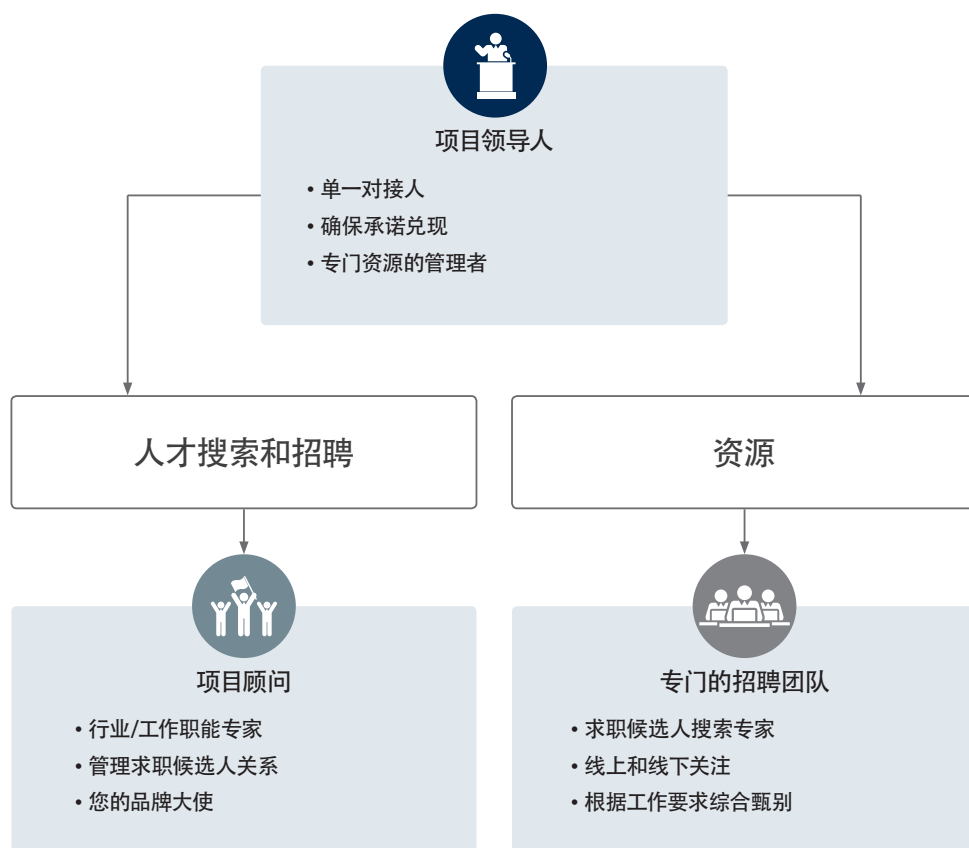 项目领导人
• 单一对接人
• 确保承诺兑现
• 专门资源的管理者
人才搜索和招聘
资源
项目顾问
• 行业/工作职能专家
• 管理求职候选人关系
• 您的品牌大使
专门的招聘团队
• 求职候选人搜索专家
• 线上和线下关注
• 根据工作要求综合甄别